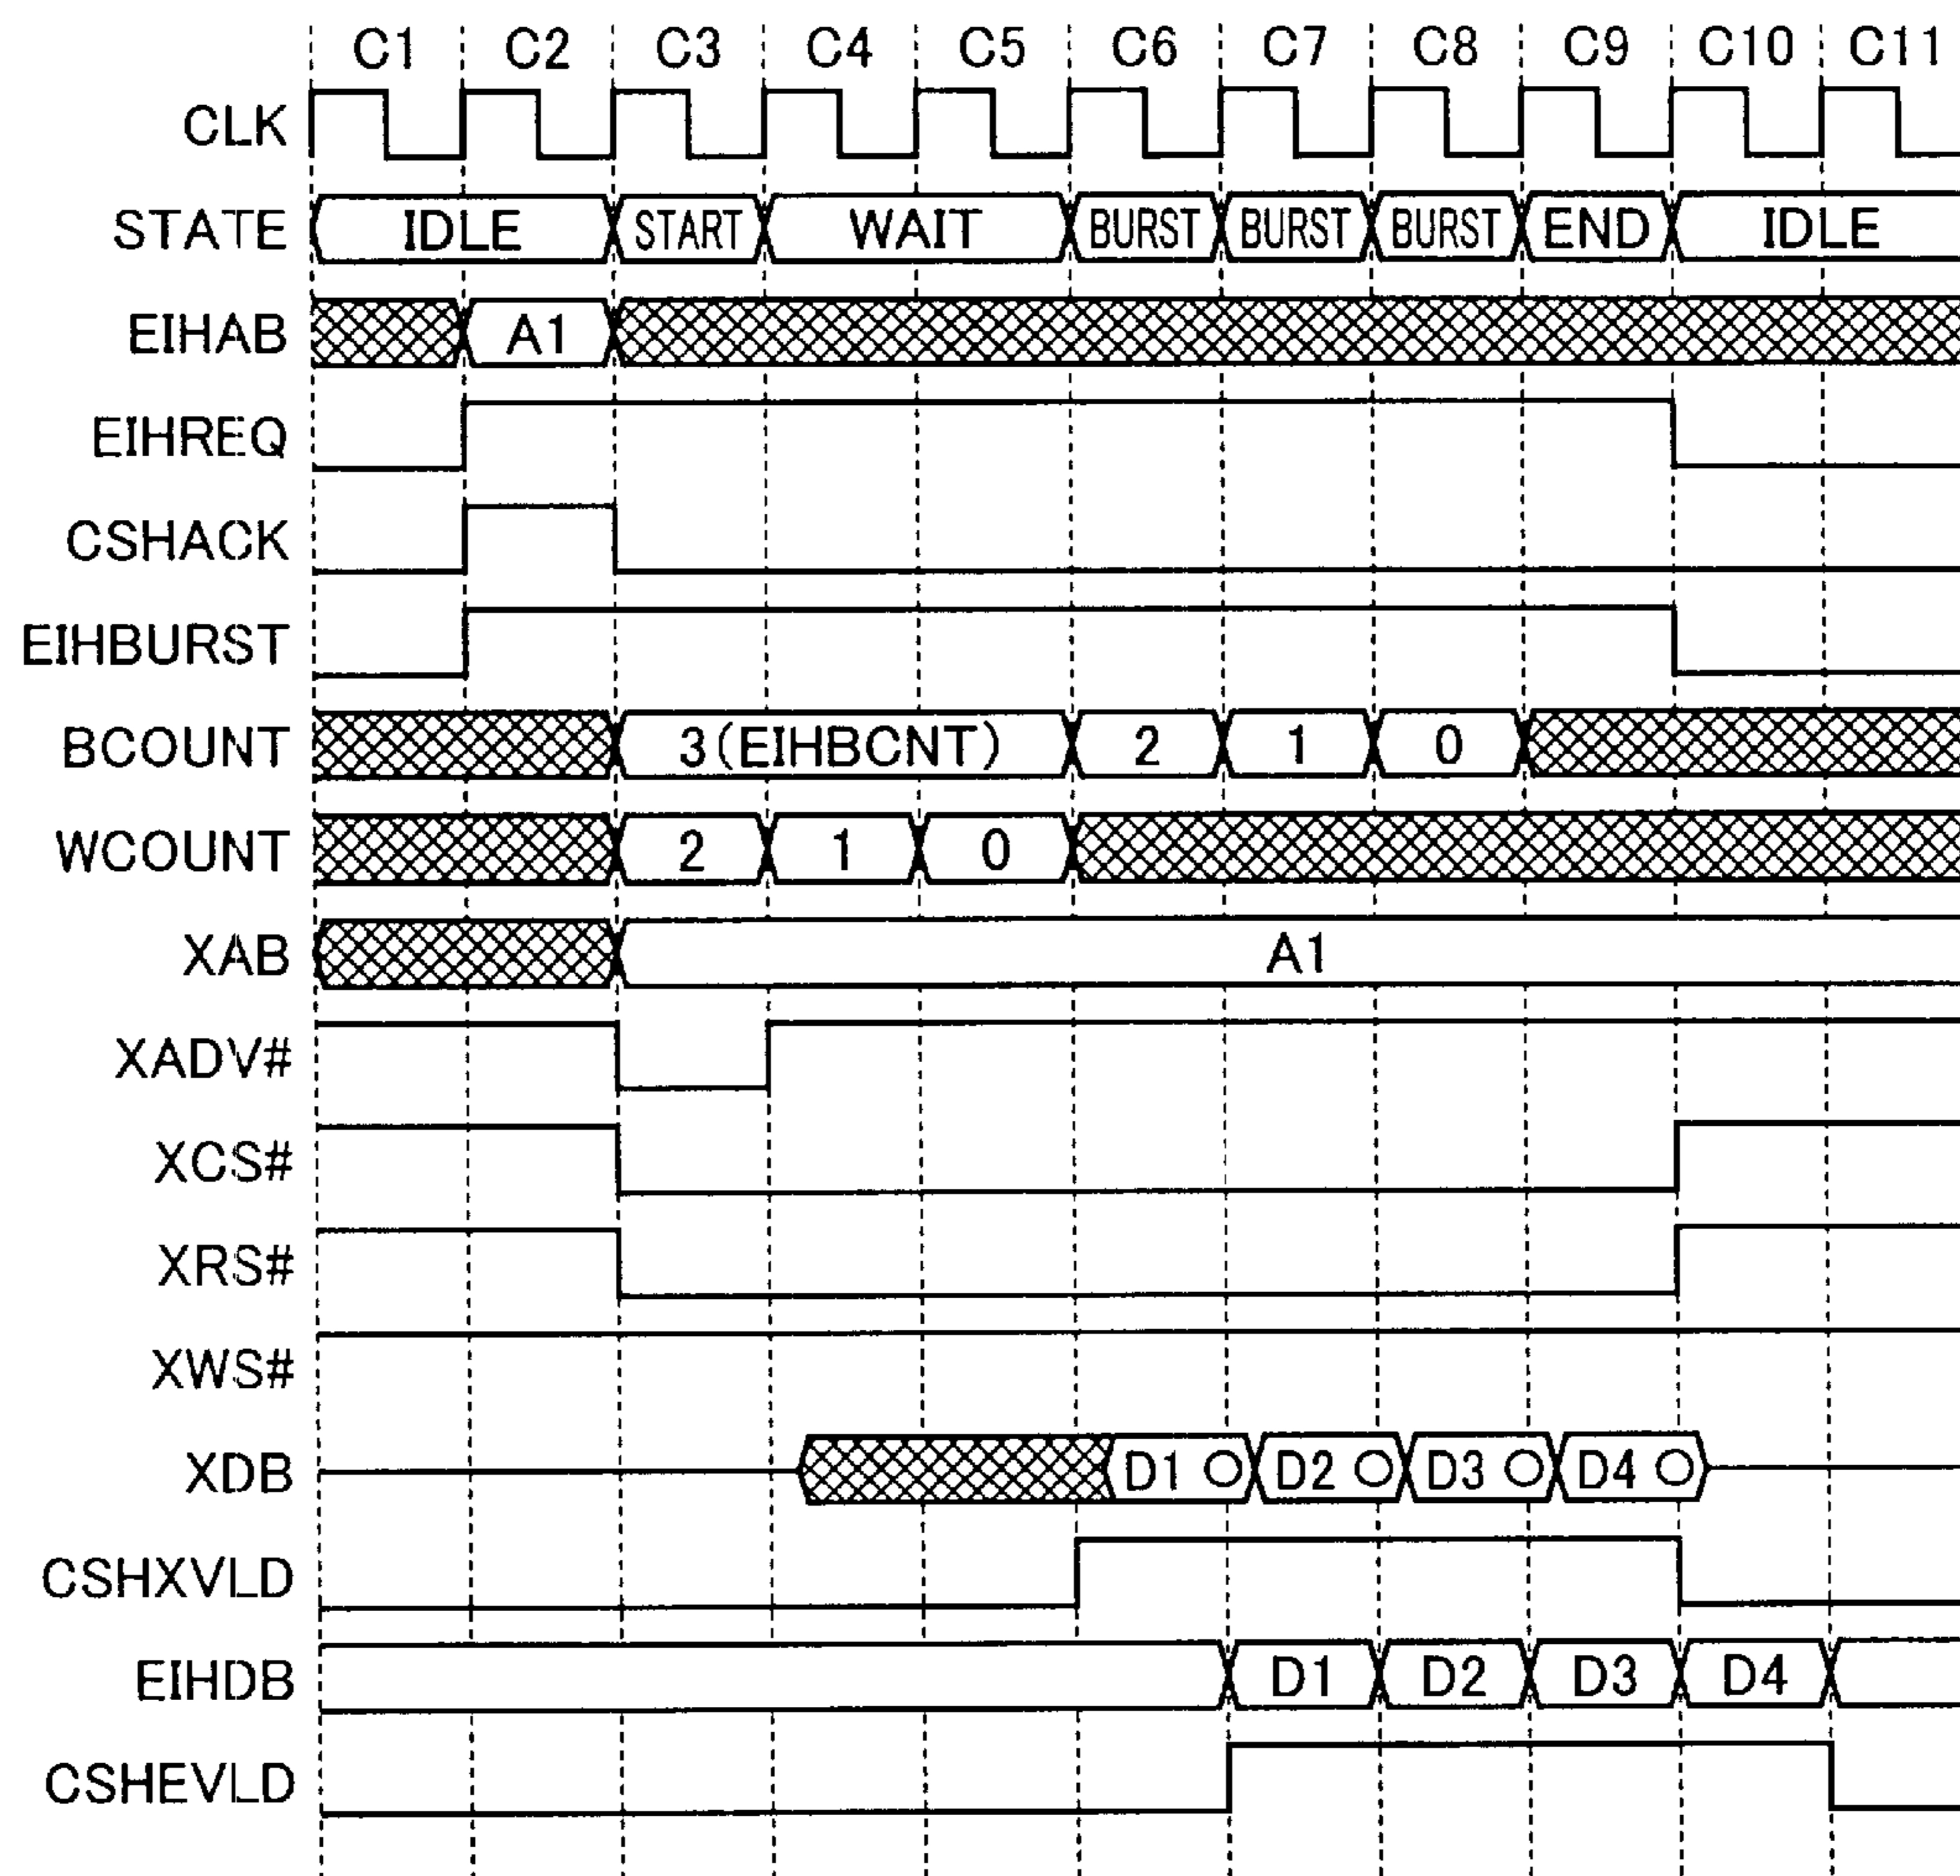 C1 C2 C3 C4 C5 C6 C7 C8 C9 C10 C11
CLK
STATE IDLE START WAIT BURST BURST BURST END IDLE
EIHAB A1
EIHREQ
CSHACK
EIHBURST
BCOUNT 3(EIHBCNT) 2 1 0
WCOUNT 2 1 0
XAB A1
XADV#
XCS#
XRS#
XWS#
XDB D1 D2 D3 D4
CSHXVLD
EIHDB D1 D2 D3 D4
CSHEVLD